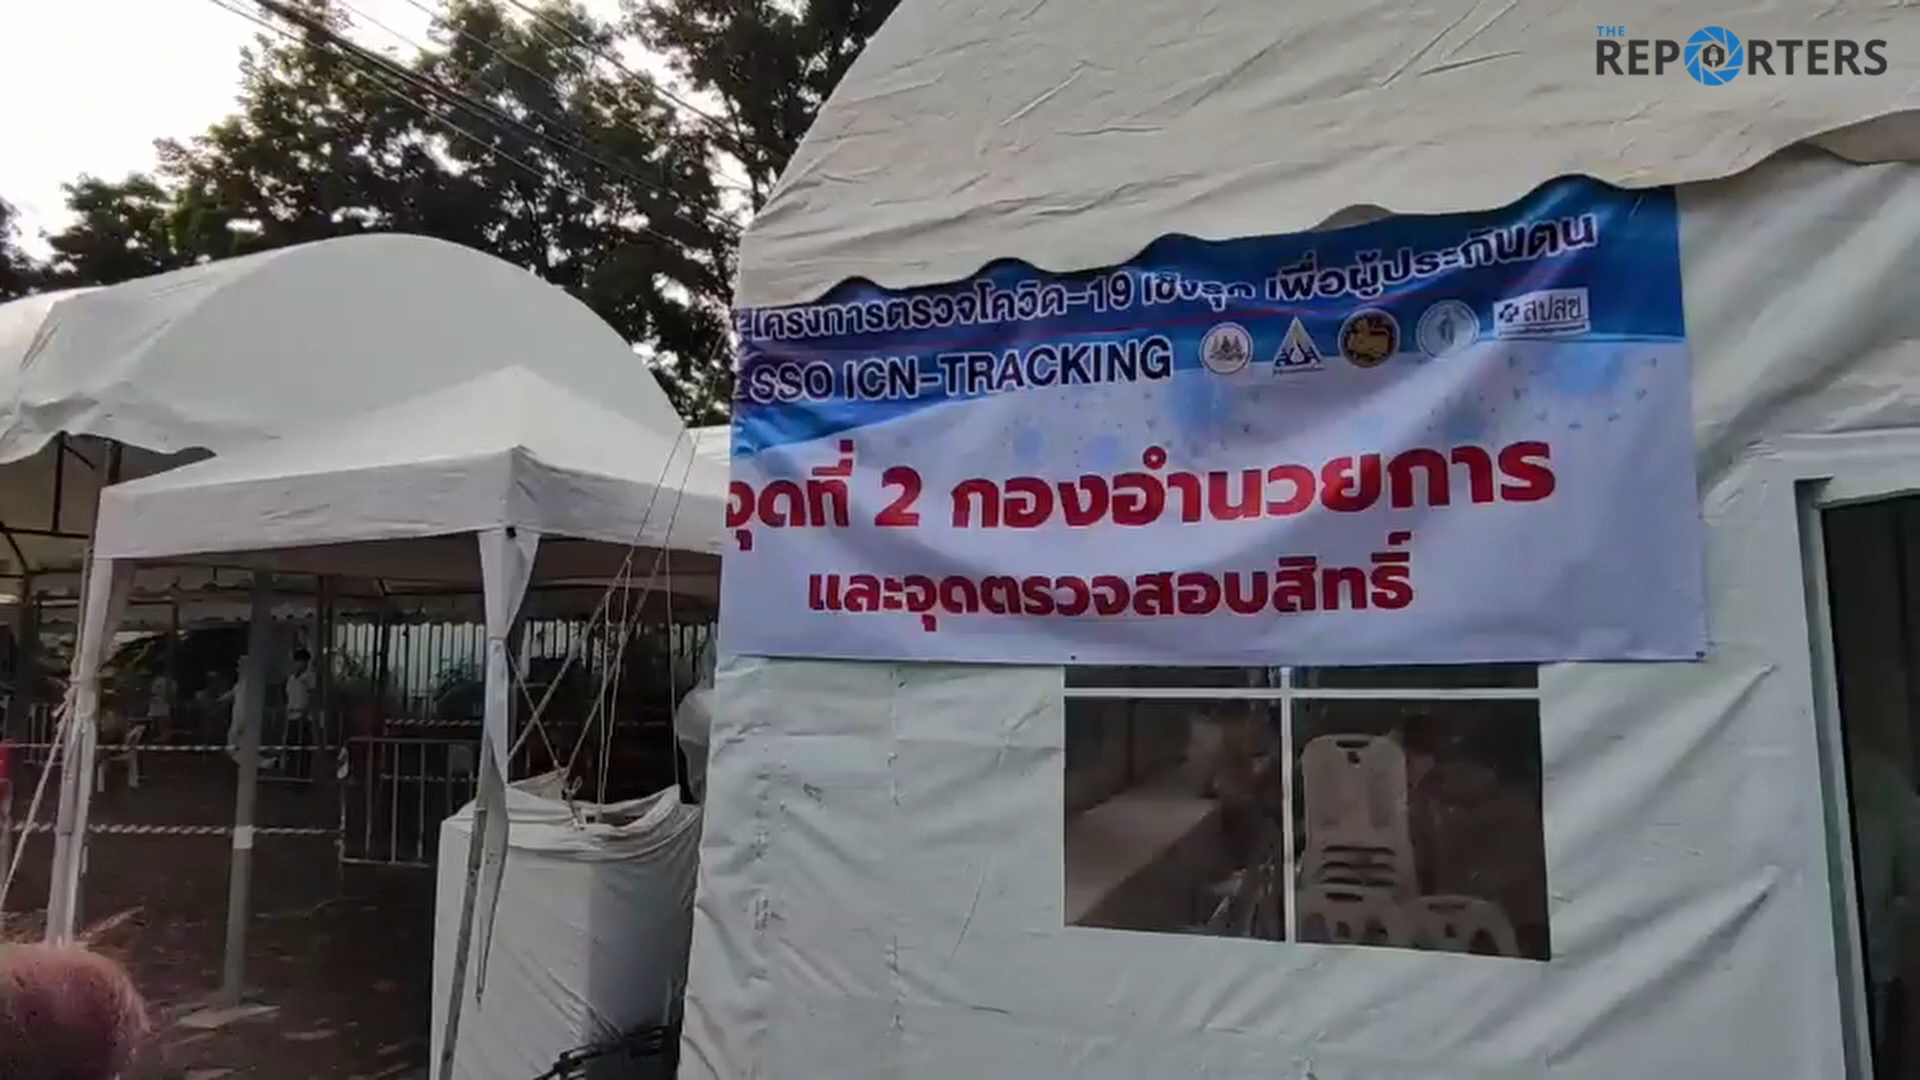 THE
REPORTERS
โครงการตรวจโควิด-19 เชิงรุก เพื่อผู้ประกันตน
SSO ICN-TRACKING
สปสช
จุดที่ 2 กองอำนวยการ
และจุดตรวจสอบสิทธิ์